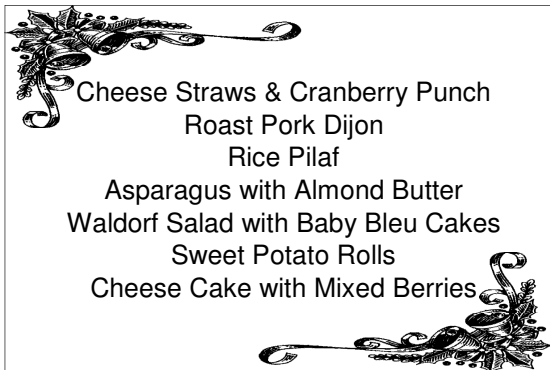 Cheese Straws & Cranberry Punch
Roast Pork Dijon
Rice Pilaf
Asparagus with Almond Butter
Waldorf Salad with Baby Bleu Cakes
Sweet Potato Rolls
Cheese Cake with Mixed Berries